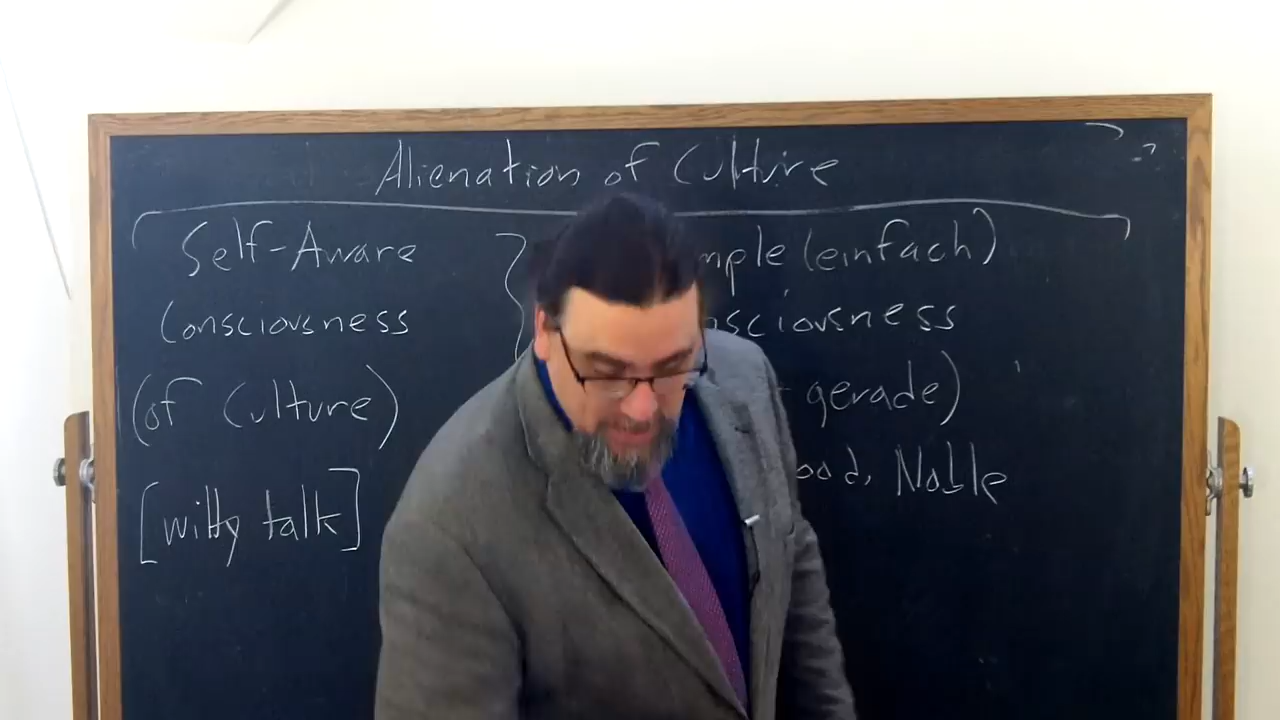 Alienation of Culture
Self-Aware
Consciousness
(of Culture)
[witty talk]
mple (einfach)
nsciousness
gerade)
ood, Noble